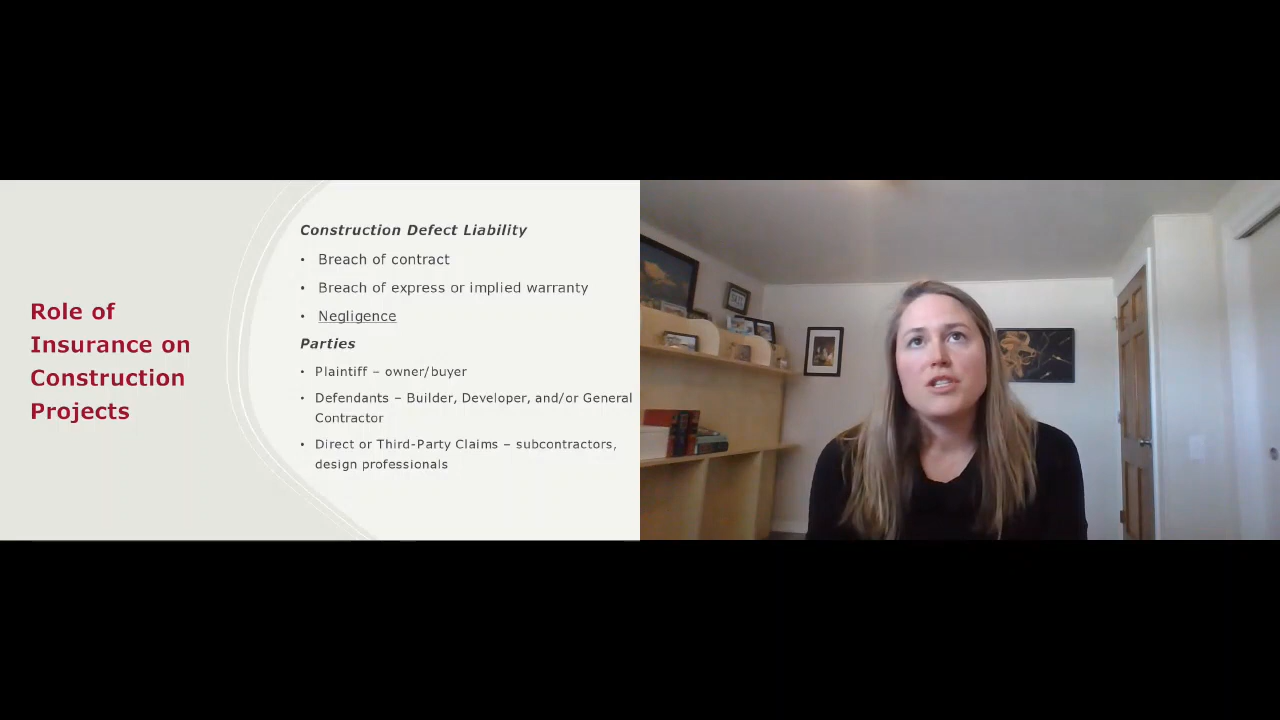 Role of
Insurance on
Construction
Projects
Construction Defect Liability
• Breach of contract
• Breach of express or implied warranty
• Negligence
Parties
• Plaintiff – owner/buyer
• Defendants – Builder, Developer, and/or General
Contractor
• Direct or Third-Party Claims – subcontractors,
design professionals